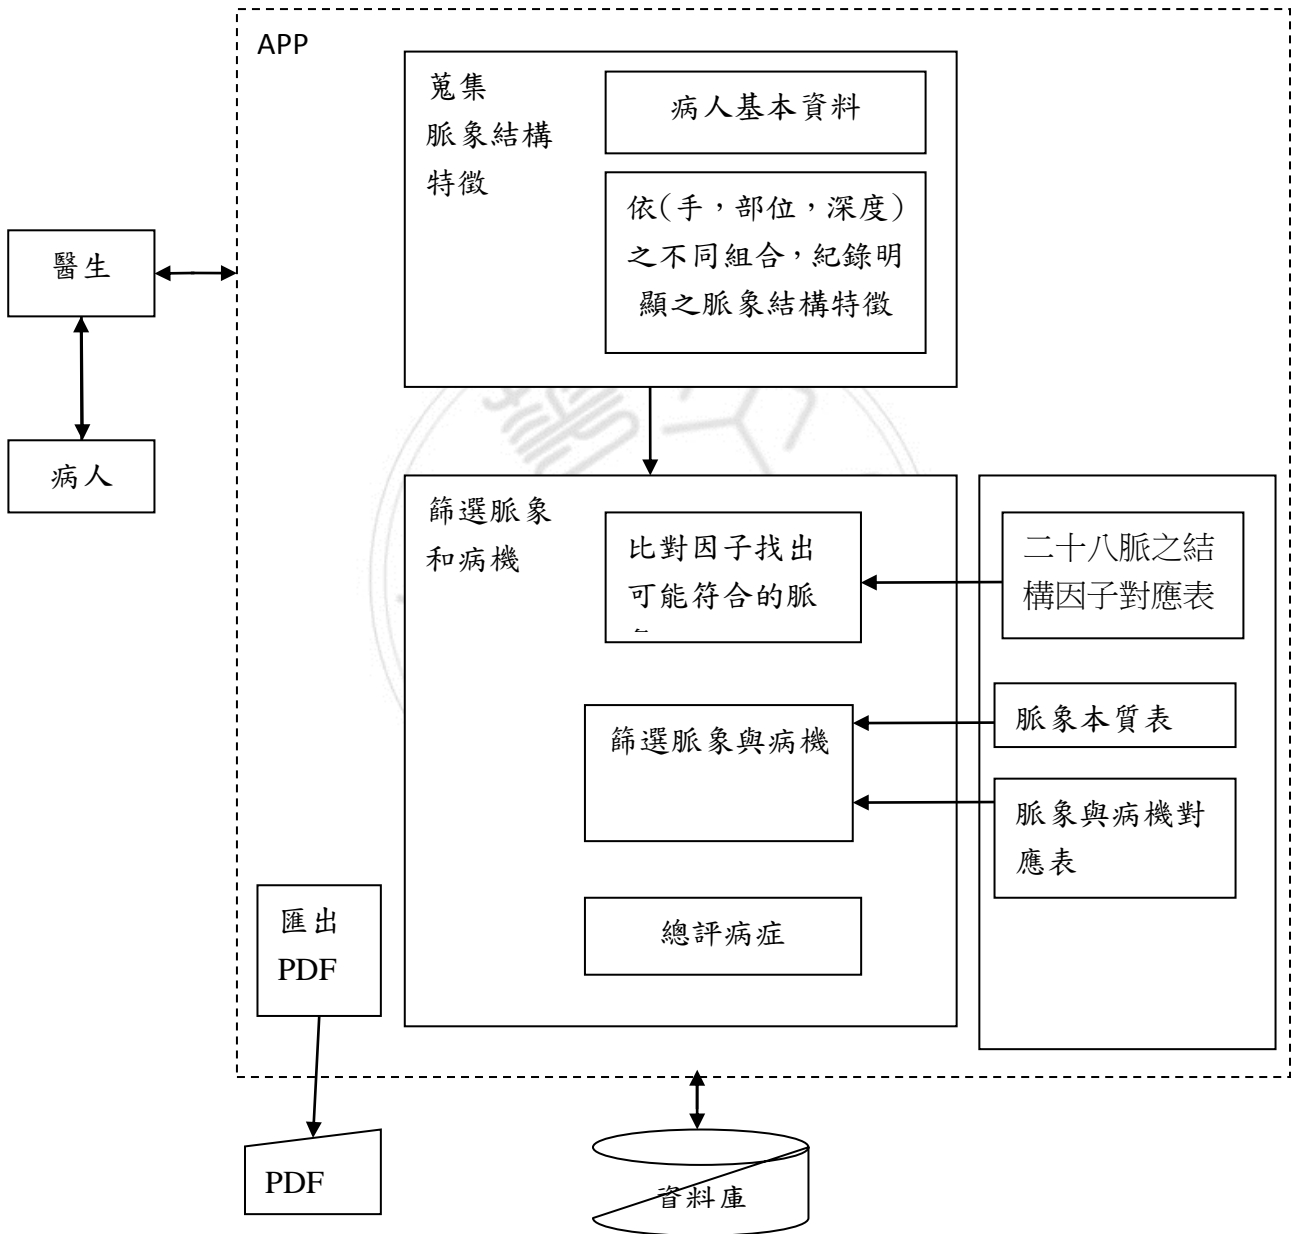 APP
蒐集
脈象結構
特徵
病人基本資料
依(手，部位，深度)
之不同組合，紀錄明
顯之脈象結構特徵
醫生
病人
篩選脈象
和病機
比對因子找出
可能符合的脈
二十八脈之結
構因子對應表
篩選脈象與病機
脈象本質表
脈象與病機對
應表
總評病症
匯出
PDF
PDF
資料庫